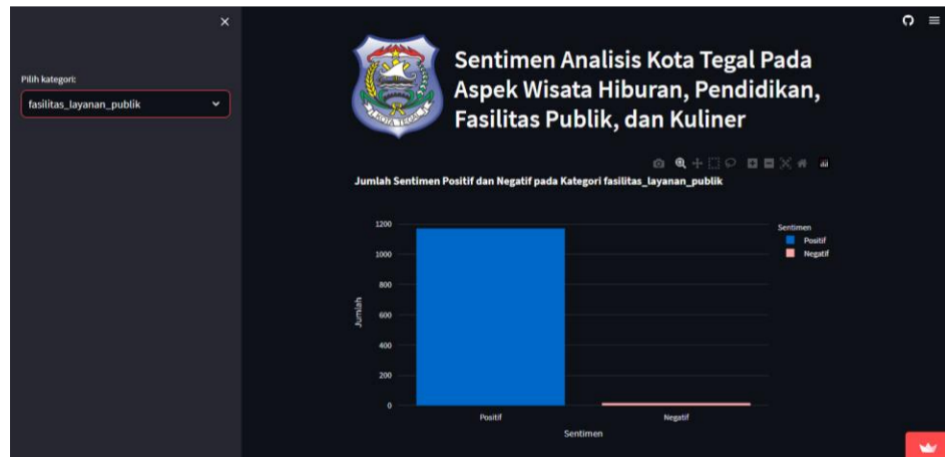 Pilih kategori:
fasilitas_layanan_publik
KOTA TEGAL
Sentimen Analisis Kota Tegal Pada
Aspek Wisata Hiburan, Pendidikan,
Fasilitas Publik, dan Kuliner
Jumlah Sentimen Positif dan Negatif pada Kategori fasilitas_layanan_publik
1200
1000
800
600
400
200
0
Jumlah
Positif
Negatif
Sentimen
Sentimen
Positif
Negatif